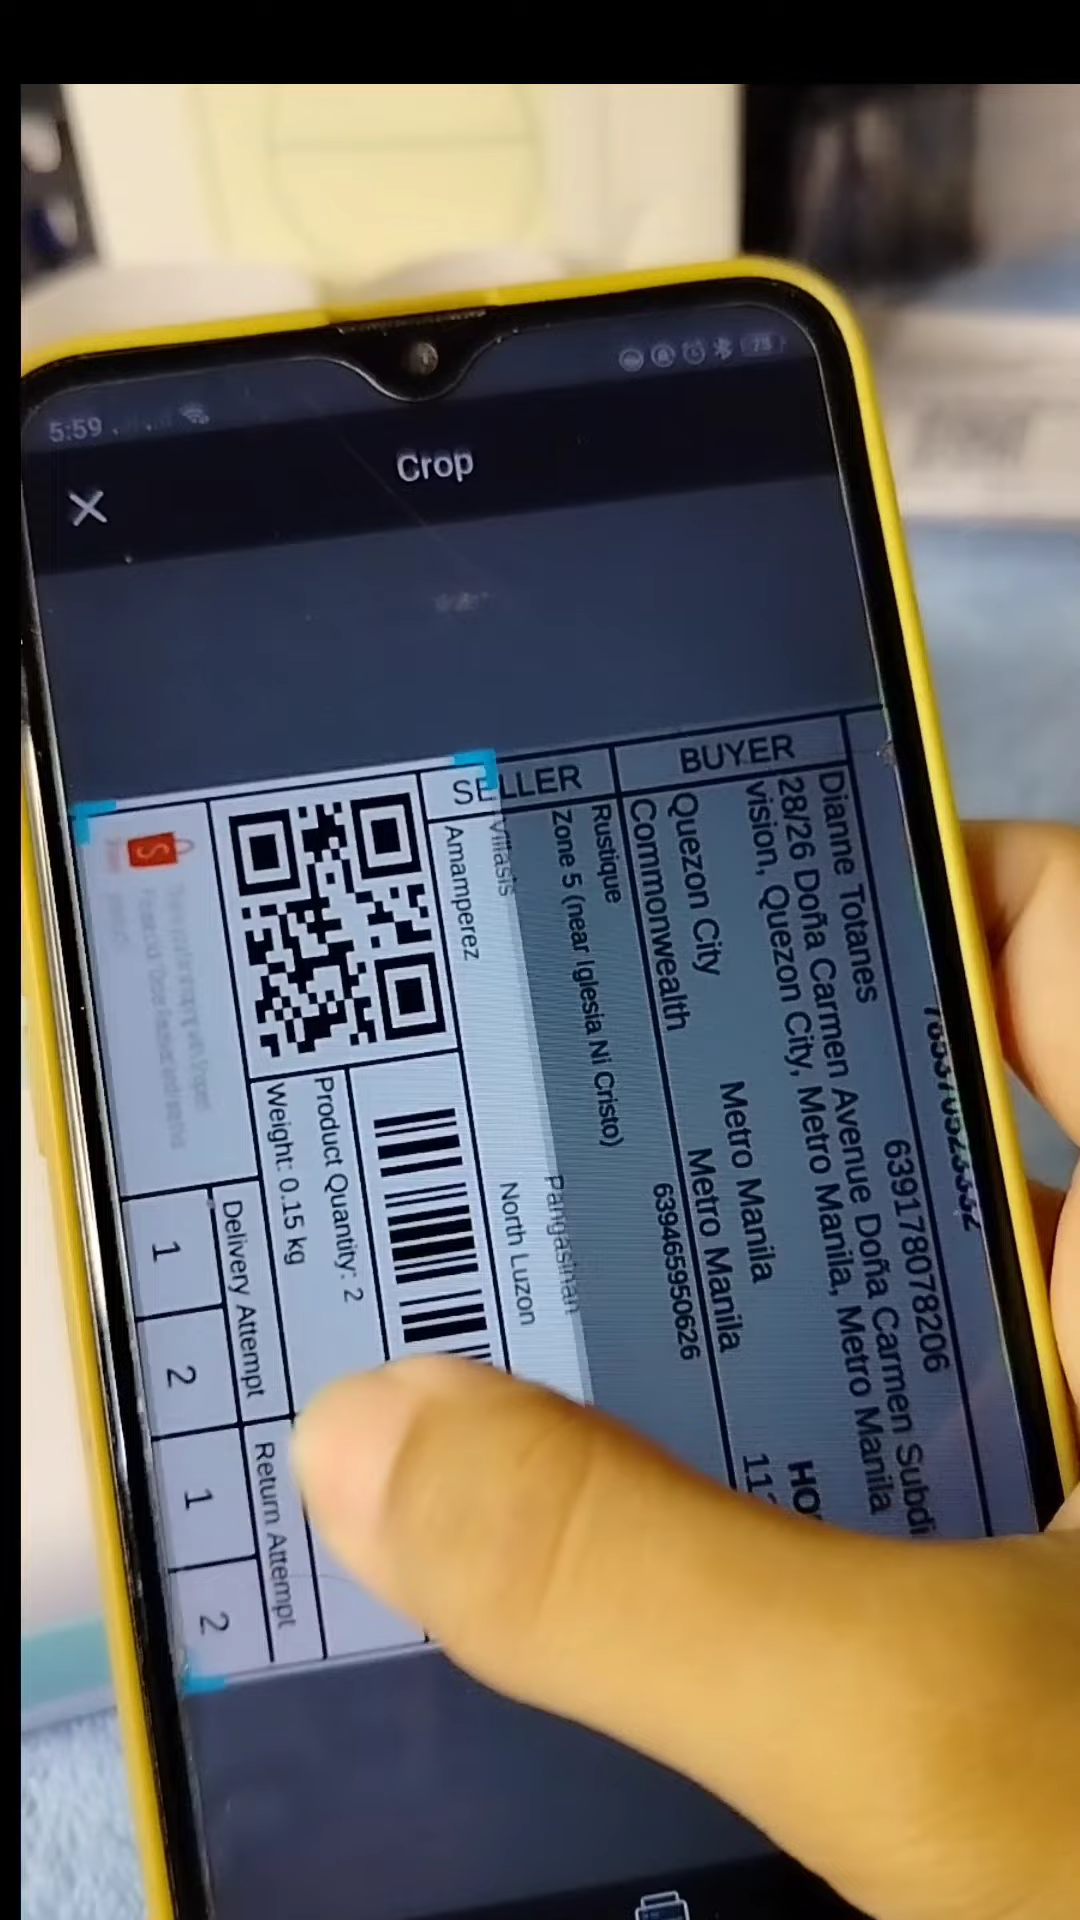 5:59
75
Crop
BUYER
Dianne Totanes
639178078206
28/26 Doña Carmen Avenue Doña Carmen Subdi
vision, Quezon City, Metro Manila, Metro Manila
Quezon City
Metro Manila
Commonwealth
Metro Manila
HO
11
SELLER
Rustique
639465950626
Zone 5 (near Iglesia Ni Cristo)
Villasis
Pangasinan
Amamperez
North Luzon
Product Quantity: 2
Weight: 0.15 kg
Delivery Attempt
Return Attempt
1
2
1
2